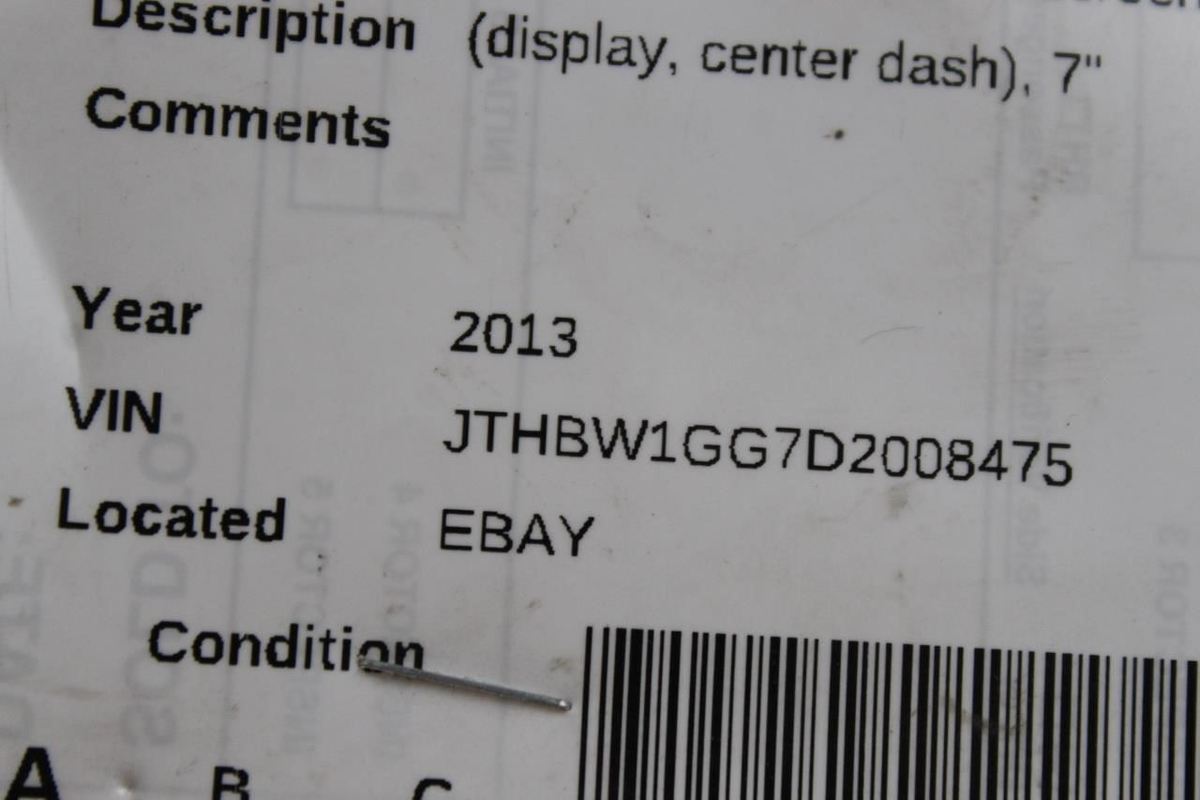 Description (display, center dash), 7"
Comments
Year 2013
VIN JTHBW1GG7D2008475
Located EBAY
Condition
A B C